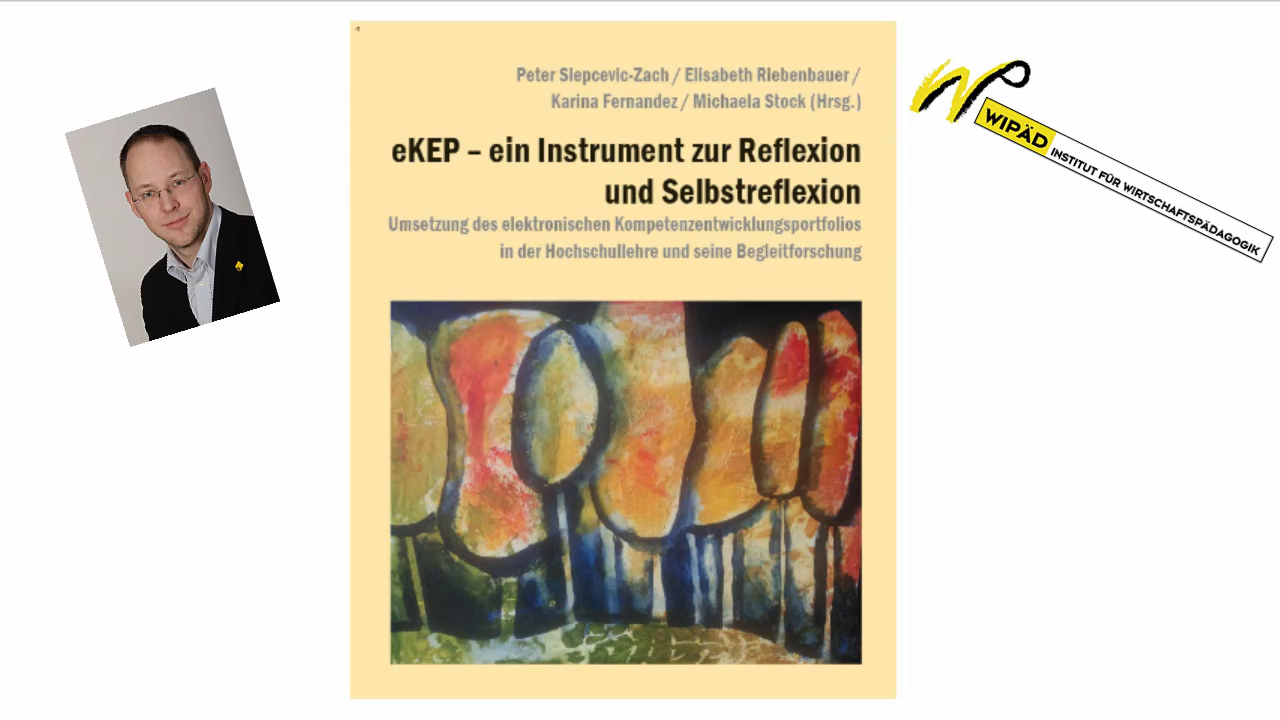 Peter Slepcevic-Zach / Elisabeth Riebenbauer /
Karina Fernandez / Michaela Stock (Hrsg.)
eKEP – ein Instrument zur Reflexion
und Selbstreflexion
Umsetzung des elektronischen Kompetenzentwicklungsportfolios
in der Hochschullehre und seine Begleitforschung
WIPÄD INSTITUT FÜR WIRTSCHAFTSPÄDAGOGIK